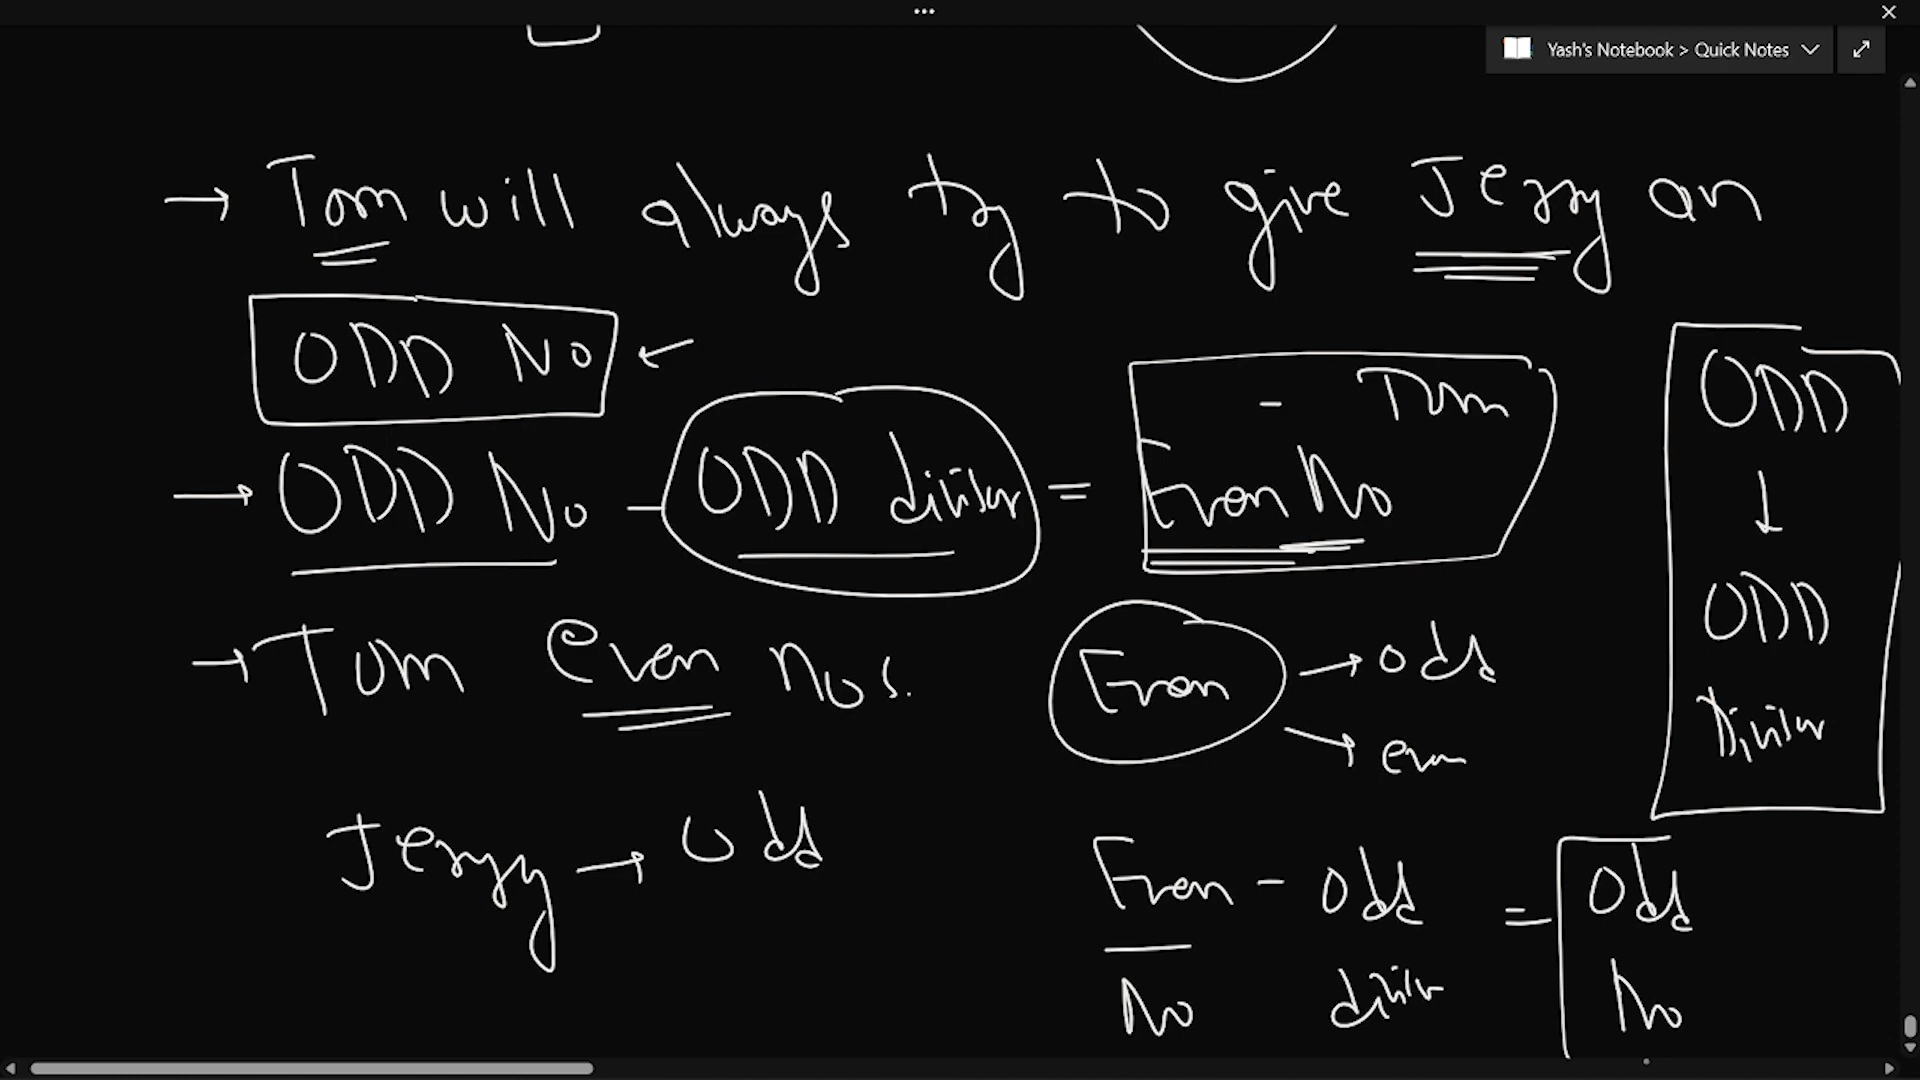 Yash's Notebook > Quick Notes
→ Tom will always try to give Jerry an
ODD No ←
- Tom
→ ODD No - ODD divisor = Even No
ODD
↓
ODD
Divisor
→ Tom even nos.
Even → odd
→ even
Jerry → Odd
Even - Odd = Odd
No divisor No